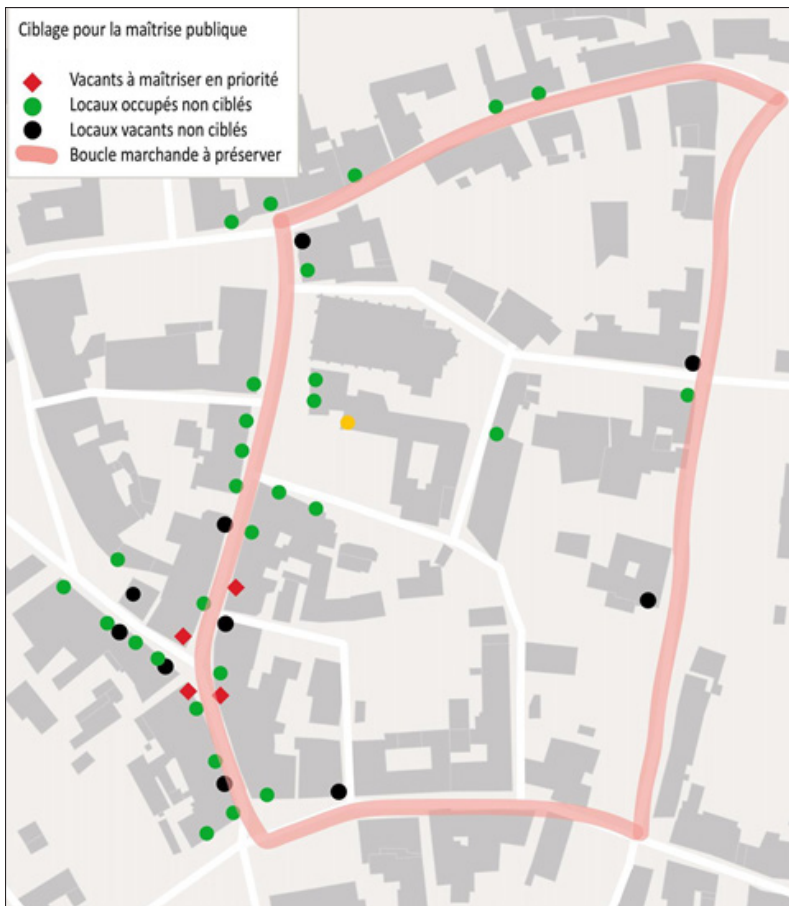 Ciblage pour la maîtrise publique
Vacants à maîtriser en priorité
Locaux occupés non ciblés
Locaux vacants non ciblés
Boucle marchande à préserver